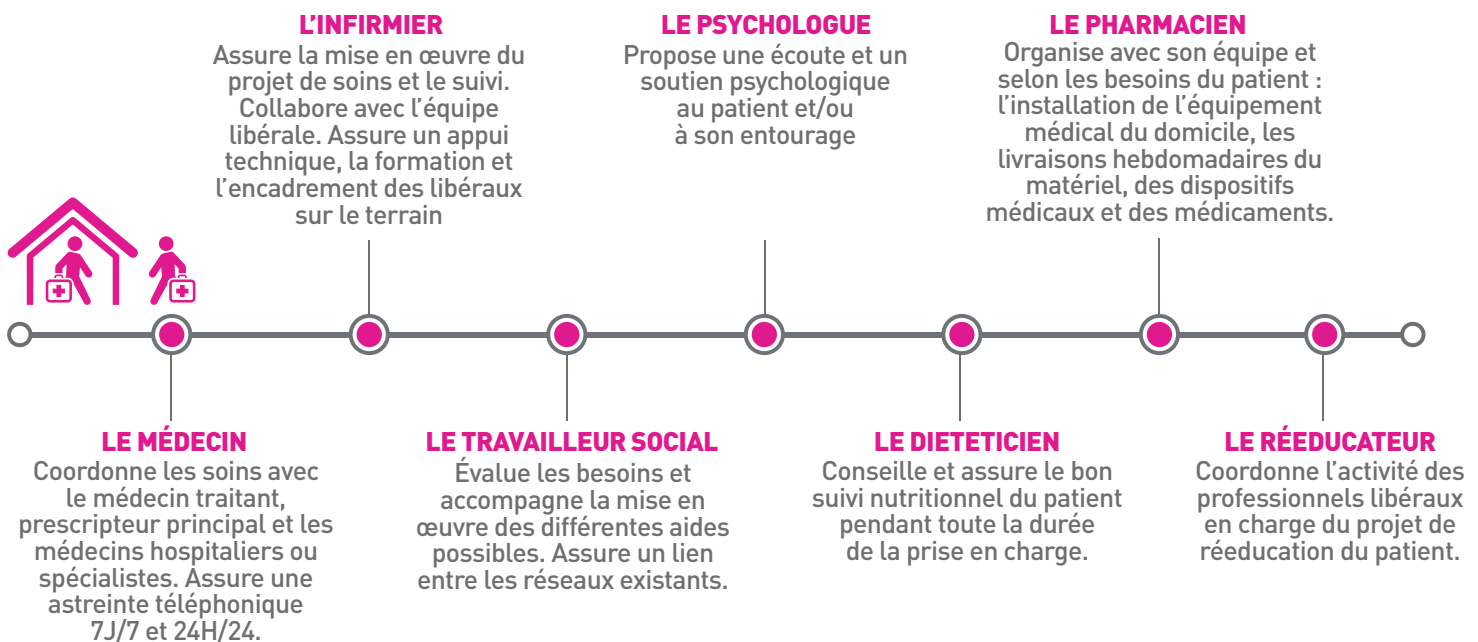 L'INFIRMIER
Assure la mise en œuvre du
projet de soins et le suivi.
Collabore avec l'équipe
libérale. Assure un appui
technique, la formation et
l'encadrement des libéraux
sur le terrain
LE PSYCHOLOGUE
Propose une écoute et un
soutien psychologique
au patient et/ou
à son entourage
LE PHARMACIEN
Organise avec son équipe et
selon les besoins du patient :
l'installation de l'équipement
médical du domicile, les
livraisons hebdomadaires du
matériel, des dispositifs
médicaux et des médicaments.
LE MÉDECIN
Coordonne les soins avec
le médecin traitant,
prescripteur principal et les
médecins hospitaliers ou
spécialistes. Assure une
astreinte téléphonique
7J/7 et 24H/24.
LE TRAVAILLEUR SOCIAL
Évalue les besoins et
accompagne la mise en
œuvre des différentes aides
possibles. Assure un lien
entre les réseaux existants.
LE DIETETICIEN
Conseille et assure le bon
suivi nutritionnel du patient
pendant toute la durée
de la prise en charge.
LE RÉEDUCATEUR
Coordonne l'activité des
professionnels libéraux
en charge du projet de
réeducation du patient.